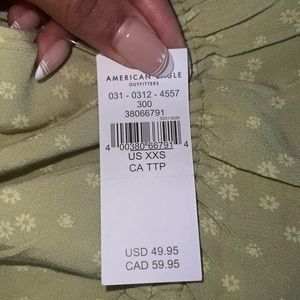 AMERICAN EAGLE
OUTFITTERS
031 - 0312 - 4557
300
38066791
4 00380"66791 4
US XXS
CA TTP
USD 49.95
CAD 59.95